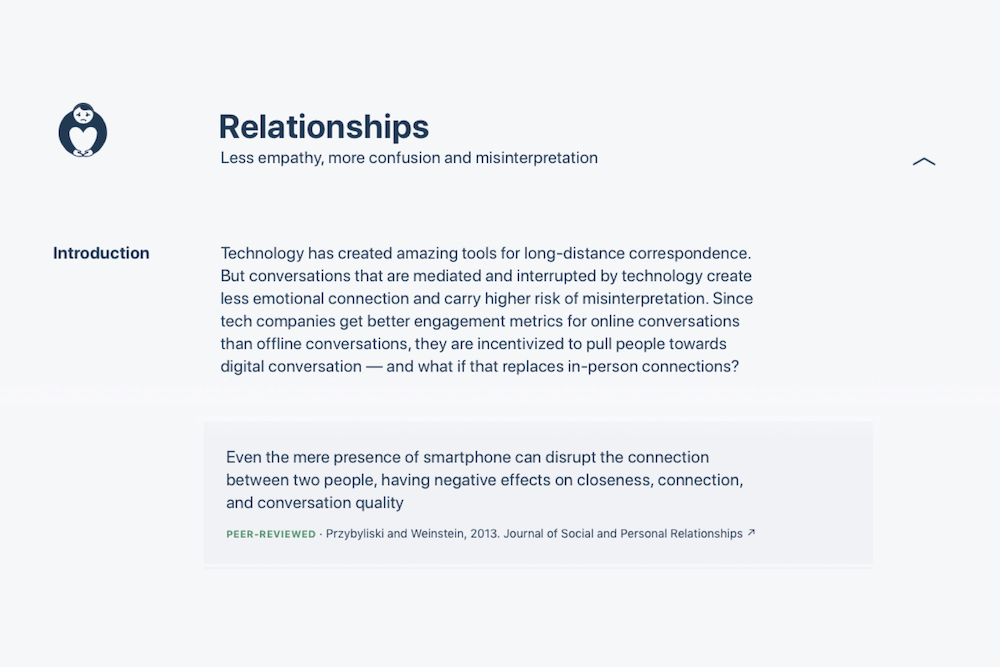 Relationships
Less empathy, more confusion and misinterpretation
Introduction
Technology has created amazing tools for long-distance correspondence.
But conversations that are mediated and interrupted by technology create
less emotional connection and carry higher risk of misinterpretation. Since
tech companies get better engagement metrics for online conversations
than offline conversations, they are incentivized to pull people towards
digital conversation — and what if that replaces in-person connections?
Even the mere presence of smartphone can disrupt the connection
between two people, having negative effects on closeness, connection,
and conversation quality
PEER-REVIEWED · Przybyliski and Weinstein, 2013. Journal of Social and Personal Relationships ↗